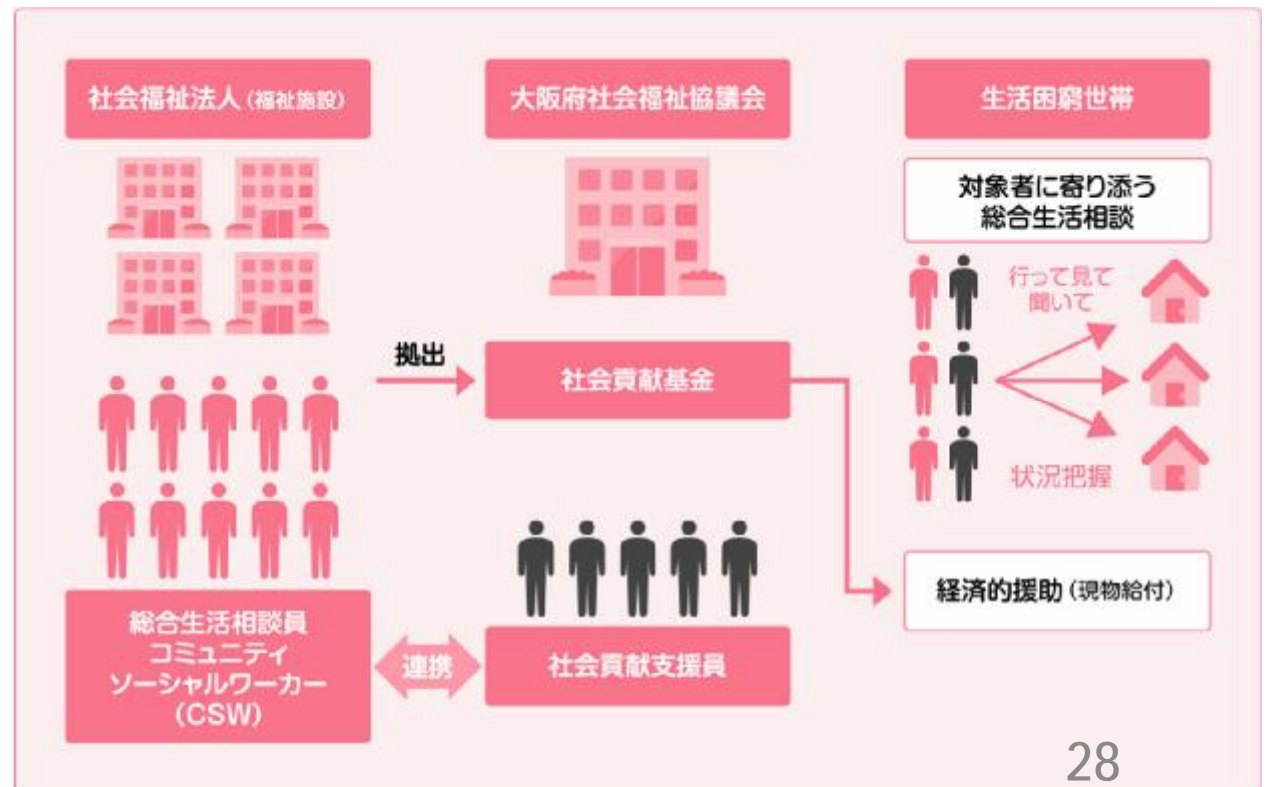 社会福祉法人(福祉施設)
大阪府社会福祉協議会
生活困窮世帯
対象者に寄り添う
総合生活相談
行って見て
聞いて
状況把握
拠出
社会貢献基金
経済的援助(現物給付)
総合生活相談員
コミュニティ
ソーシャルワーカー
(CSW)
連携
社会貢献支援員
28